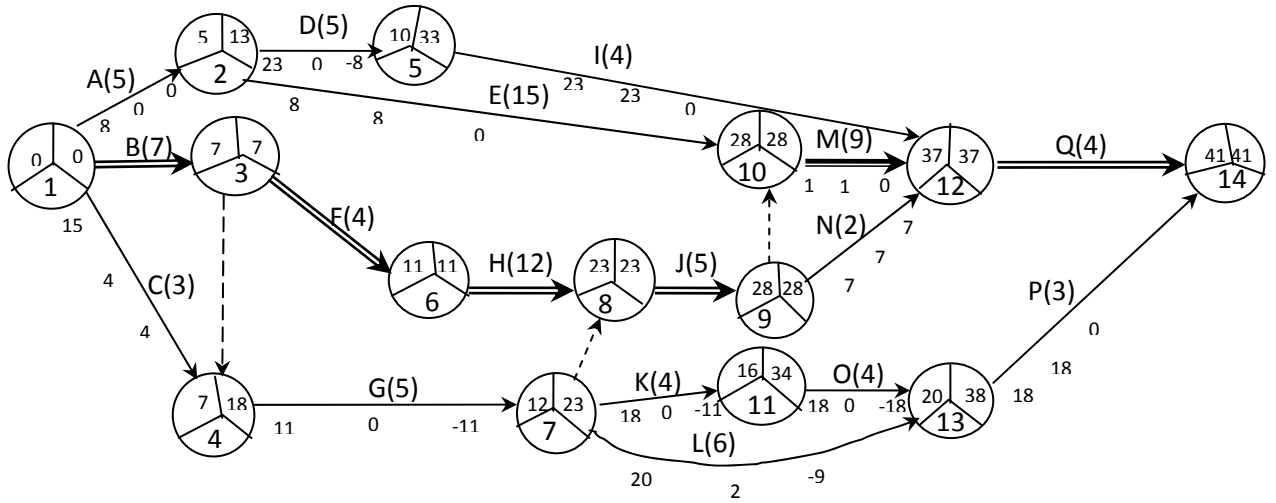 D(5)
5 13
2
10 33
5
23 0 -8
I(4)
A(5)
8 0 0
E(15)
8 8 0
23 23 0
0 0
1
B(7)
7 7
3
28 28
10
M(9)
1 1 0
37 37
12
Q(4)
41 41
14
15 4 4
C(3)
F(4)
11 11
6
H(12)
23 23
8
J(5)
28 28
9
N(2)
7 7 7
P(3)
18 18 0
7 18
4
G(5)
11 0 -11
12 23
7
K(4)
18 0 -11
16 34
11
O(4)
18 0 -18
20 38
13
L(6)
20 2 -9